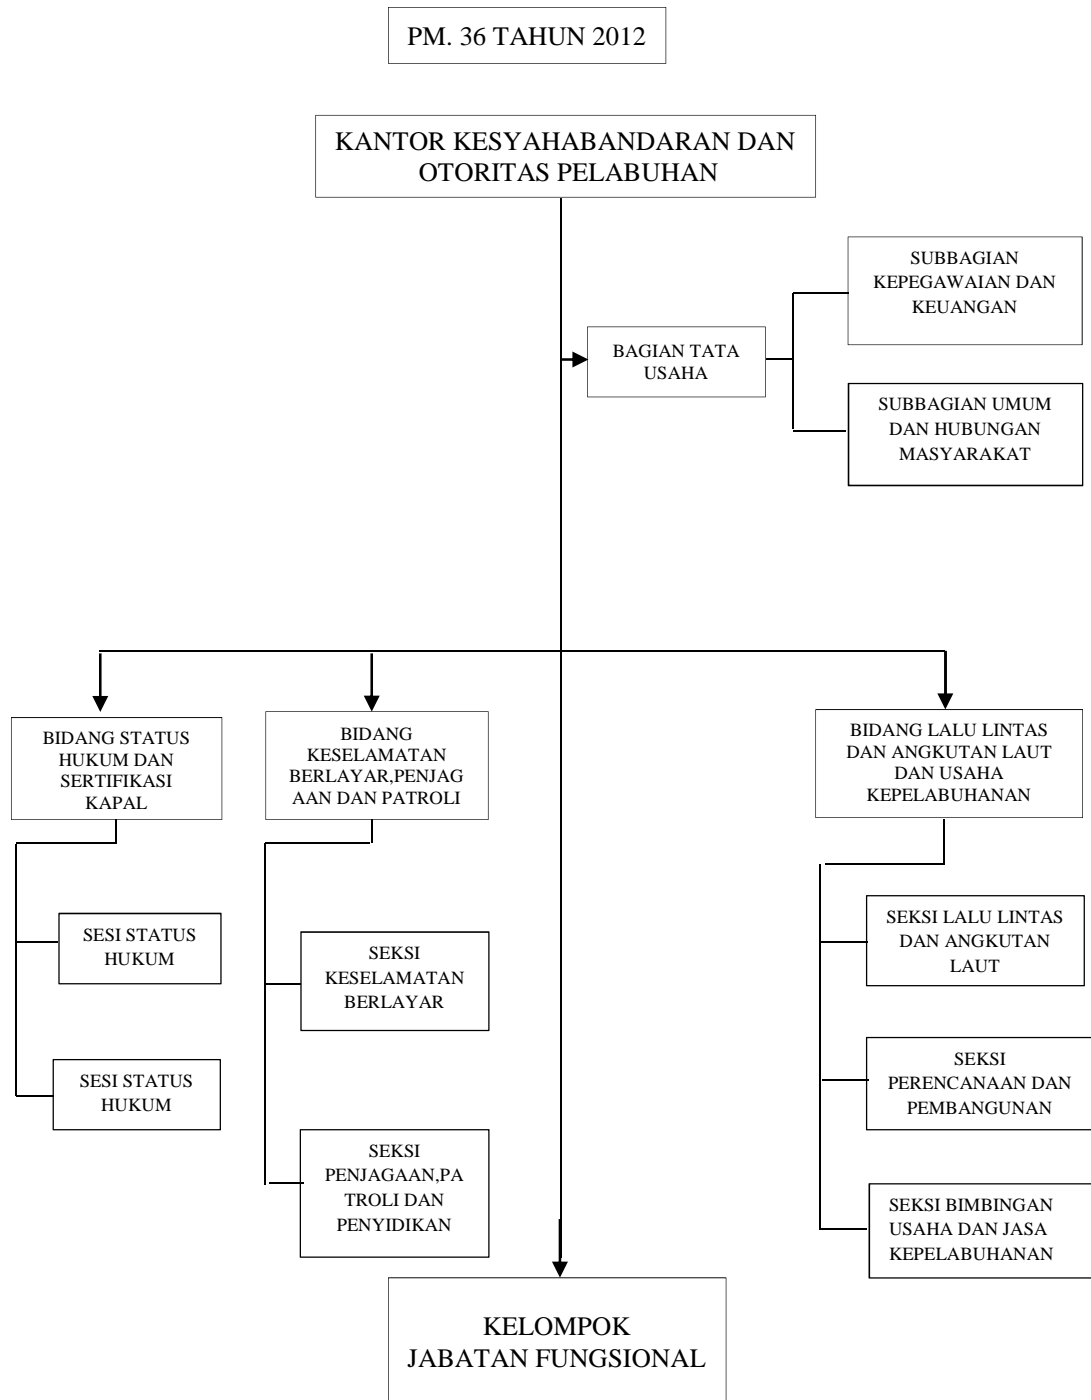 PM. 36 TAHUN 2012
KANTOR KESYAHABANDARAN DAN
OTORITAS PELABUHAN
SUBBAGIAN
KEPEGAWAIAN DAN
KEUANGAN
BAGIAN TATA
USAHA
SUBBAGIAN UMUM
DAN HUBUNGAN
MASYARAKAT
BIDANG STATUS
HUKUM DAN
SERTIFIKASI
KAPAL
BIDANG
KESELAMATAN
BERLAYAR,PENJAG
AAN DAN PATROLI
BIDANG LALU LINTAS
DAN ANGKUTAN LAUT
DAN USAHA
KEPELABUHANAN
SESI STATUS
HUKUM
SESI STATUS
HUKUM
SEKSI
KESELAMATAN
BERLAYAR
SEKSI
PENJAGAAN,PA
TROLI DAN
PENYIDIKAN
SEKSI LALU LINTAS
DAN ANGKUTAN
LAUT
SEKSI
PERENCANAAN DAN
PEMBANGUNAN
SEKSI BIMBINGAN
USAHA DAN JASA
KEPELABUHANAN
KELOMPOK
JABATAN FUNGSIONAL